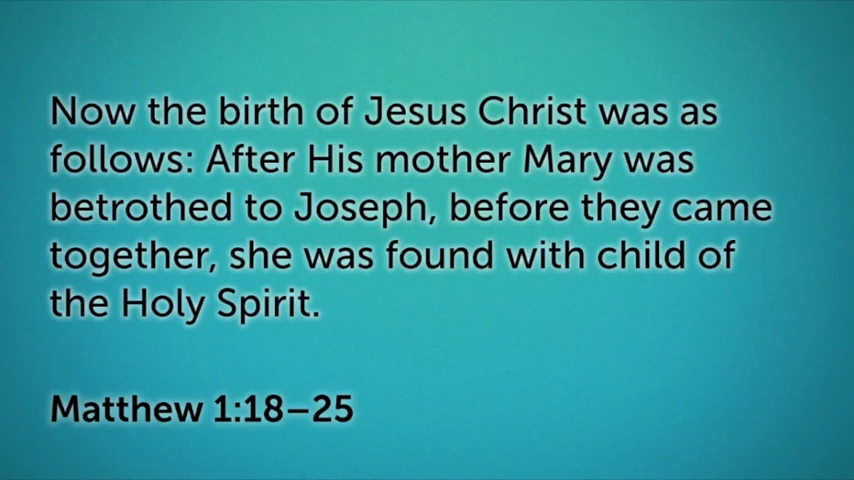 Now the birth of Jesus Christ was as
follows: After His mother Mary was
betrothed to Joseph, before they came
together, she was found with child of
the Holy Spirit.
Matthew 1:18–25